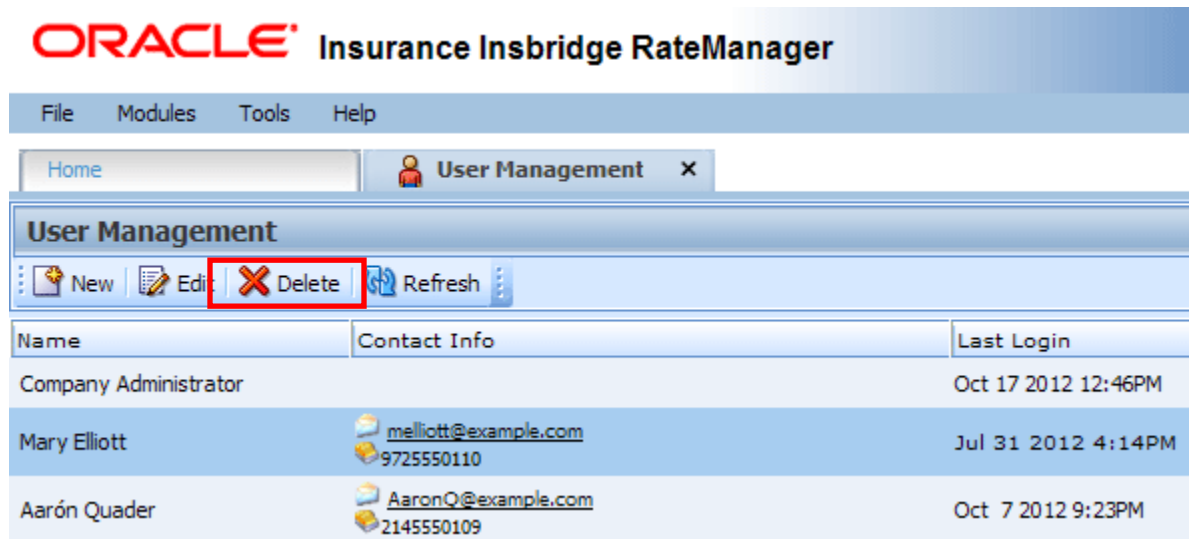 ORACLE Insurance Insbridge RateManager
File Modules Tools Help
Home User Management x
User Management
New Edit Delete Refresh
Name Contact Info Last Login
Company Administrator Oct 17 2012 12:46PM
melliott@example.com
Mary Elliott Jul 31 2012 4:14PM
9725550110
AaronQ@example.com
Aarón Quader Oct 7 2012 9:23PM
2145550109